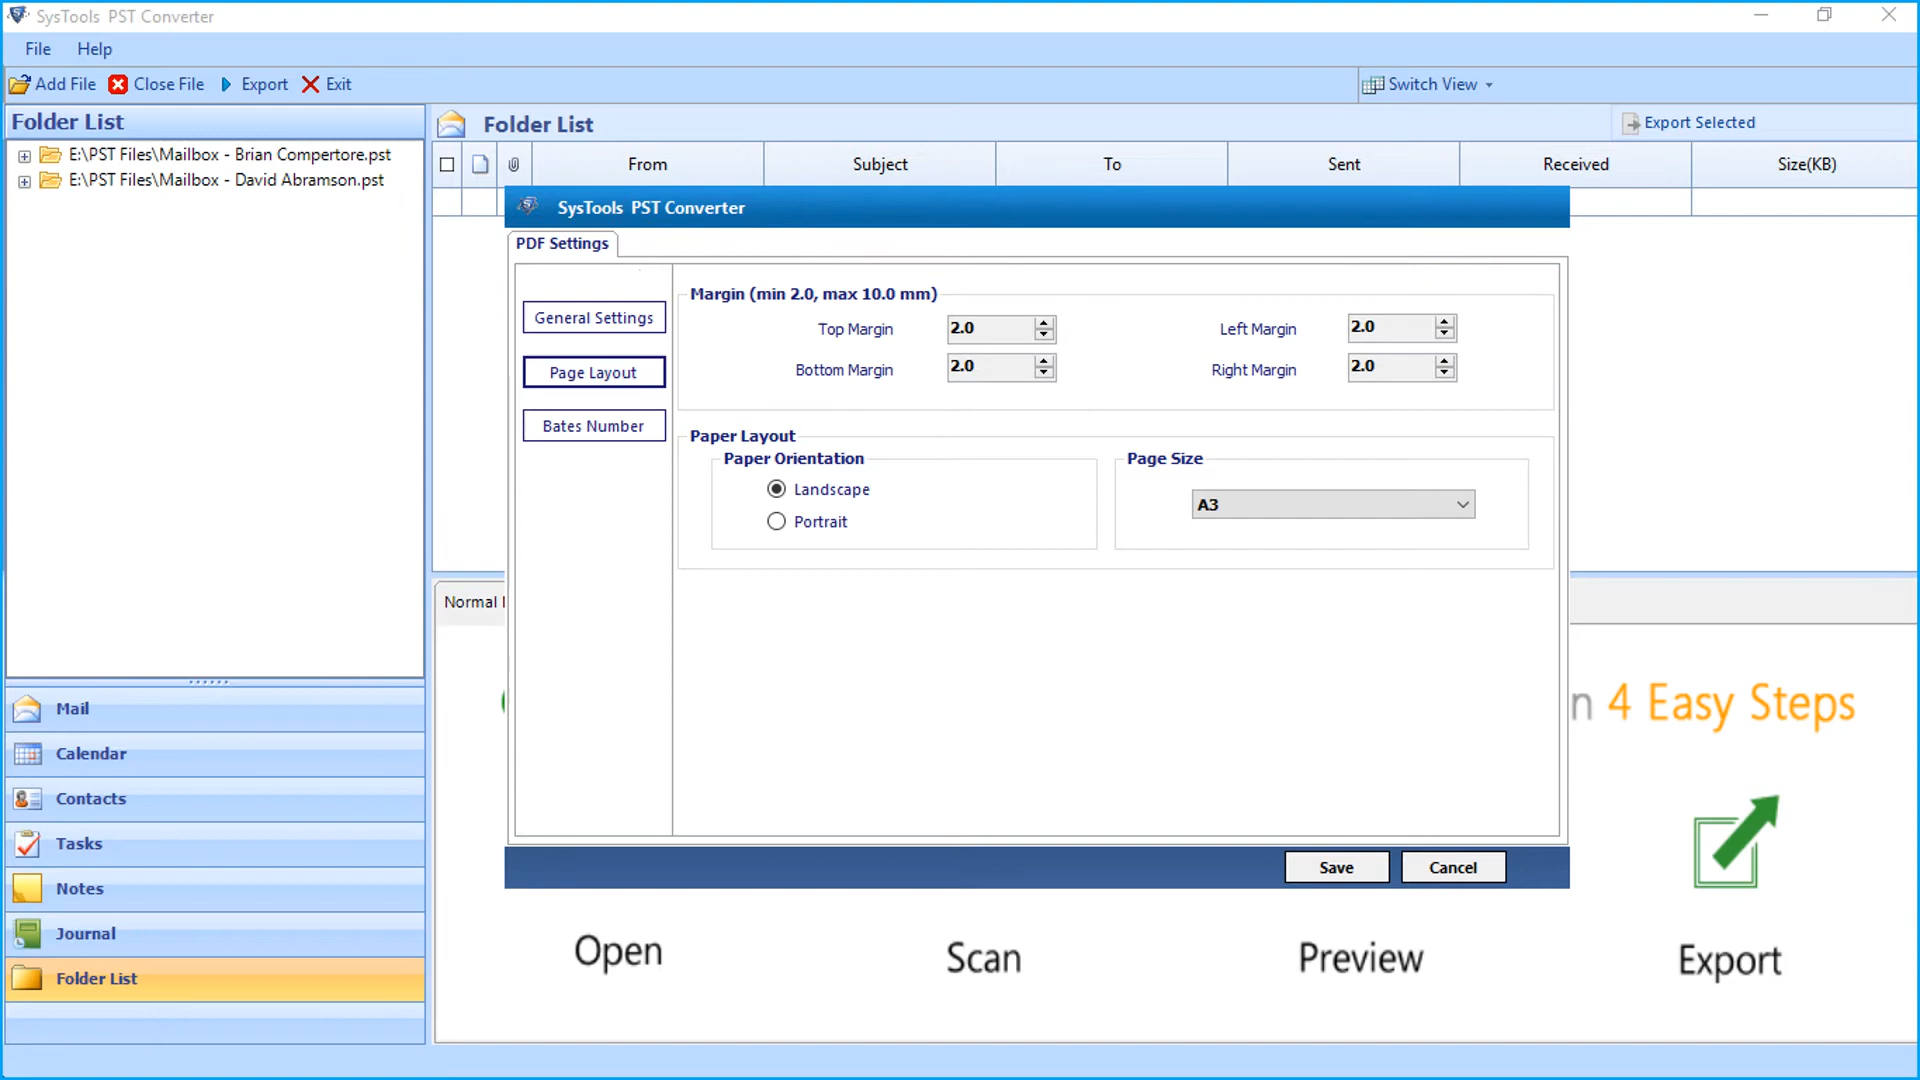 SysTools PST Converter
File Help
Add File Close File Export Exit Switch View
Folder List
Folder List Export Selected
From Subject To Sent Received Size(KB)
E:\PST Files\Mailbox - Brian Compertore.pst
E:\PST Files\Mailbox - David Abramson.pst
SysTools PST Converter
PDF Settings
General Settings
Page Layout
Bates Number
Margin (min 2.0, max 10.0 mm)
Top Margin 2.0 Left Margin 2.0
Bottom Margin 2.0 Right Margin 2.0
Paper Layout
Paper Orientation
Landscape
Portrait
Page Size
A3
Normal
n 4 Easy Steps
Save Cancel
Mail
Calendar
Contacts
Tasks
Notes
Journal
Folder List
Open Scan Preview Export